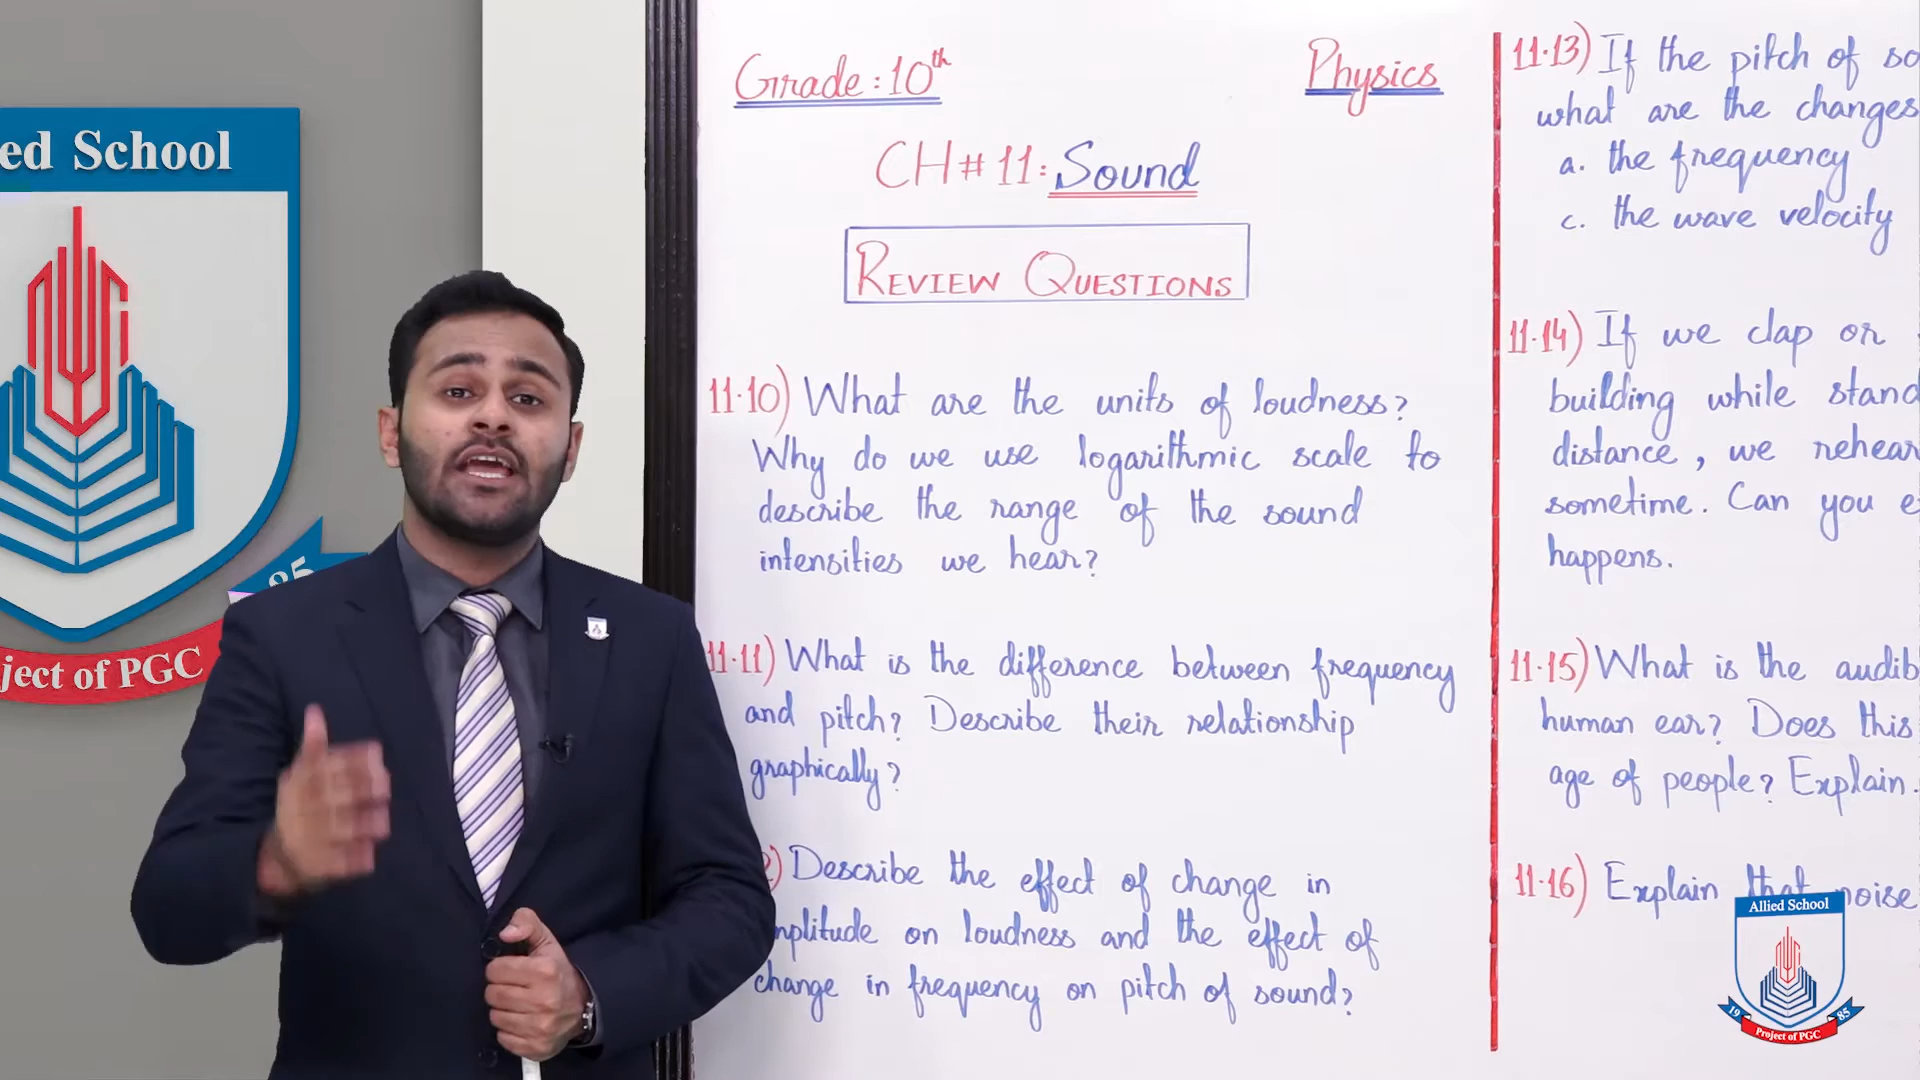 ed School
85
ject of PGC
Grade: 10th
Physics
CH# 11: Sound
REVIEW QUESTIONS
11.10) What are the units of loudness?
Why do we use logarithmic scale to
describe the range of the sound
intensities we hear?
11.11) What is the difference between frequency
and pitch? Describe their relationship
graphically?
2) Describe the effect of change in
mplitude on loudness and the effect of
change in frequency on pitch of sound?
11.13) If the pitch of so
what are the changes
a. the frequency
c. the wave velocity
11.14) If we clap or
building while stand
distance, we rehear
sometime. Can you e
happens.
11.15) What is the audib
human ear? Does this
age of people? Explain.
11.16) Explain that noise
Allied School
19 85
Project of PGC